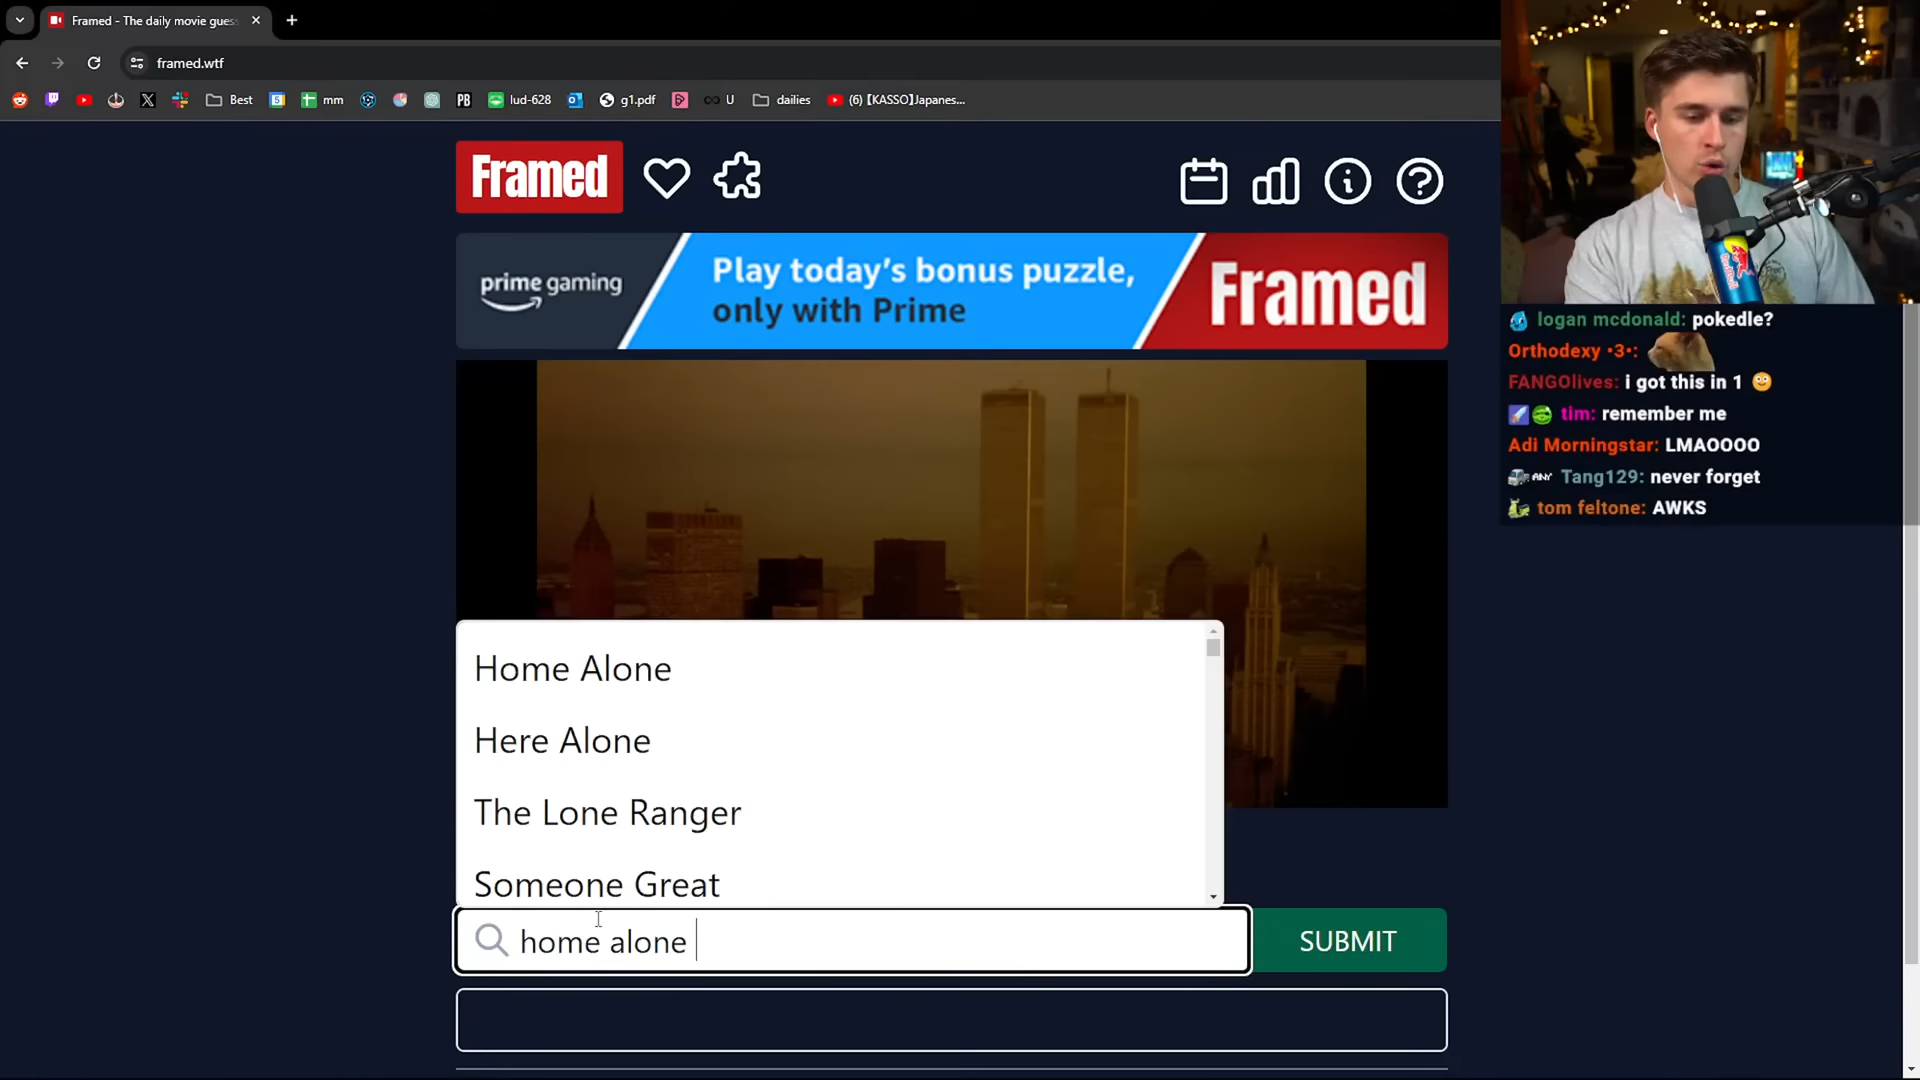 Framed - The daily movie gues
framed.wtf
Best
mm
PB
lud-628
g1.pdf
U
dailies
(6) [KASSO]Japanes...
Framed
prime gaming
Play today's bonus puzzle,
only with Prime
Framed
Home Alone
Here Alone
The Lone Ranger
Someone Great
home alone
SUBMIT
logan mcdonald: pokedle?
Orthodexy •3•:
FANGOlives: i got this in 1
tim: remember me
Adi Morningstar: LMAOOOO
ANY Tang129: never forget
tom feltone: AWKS